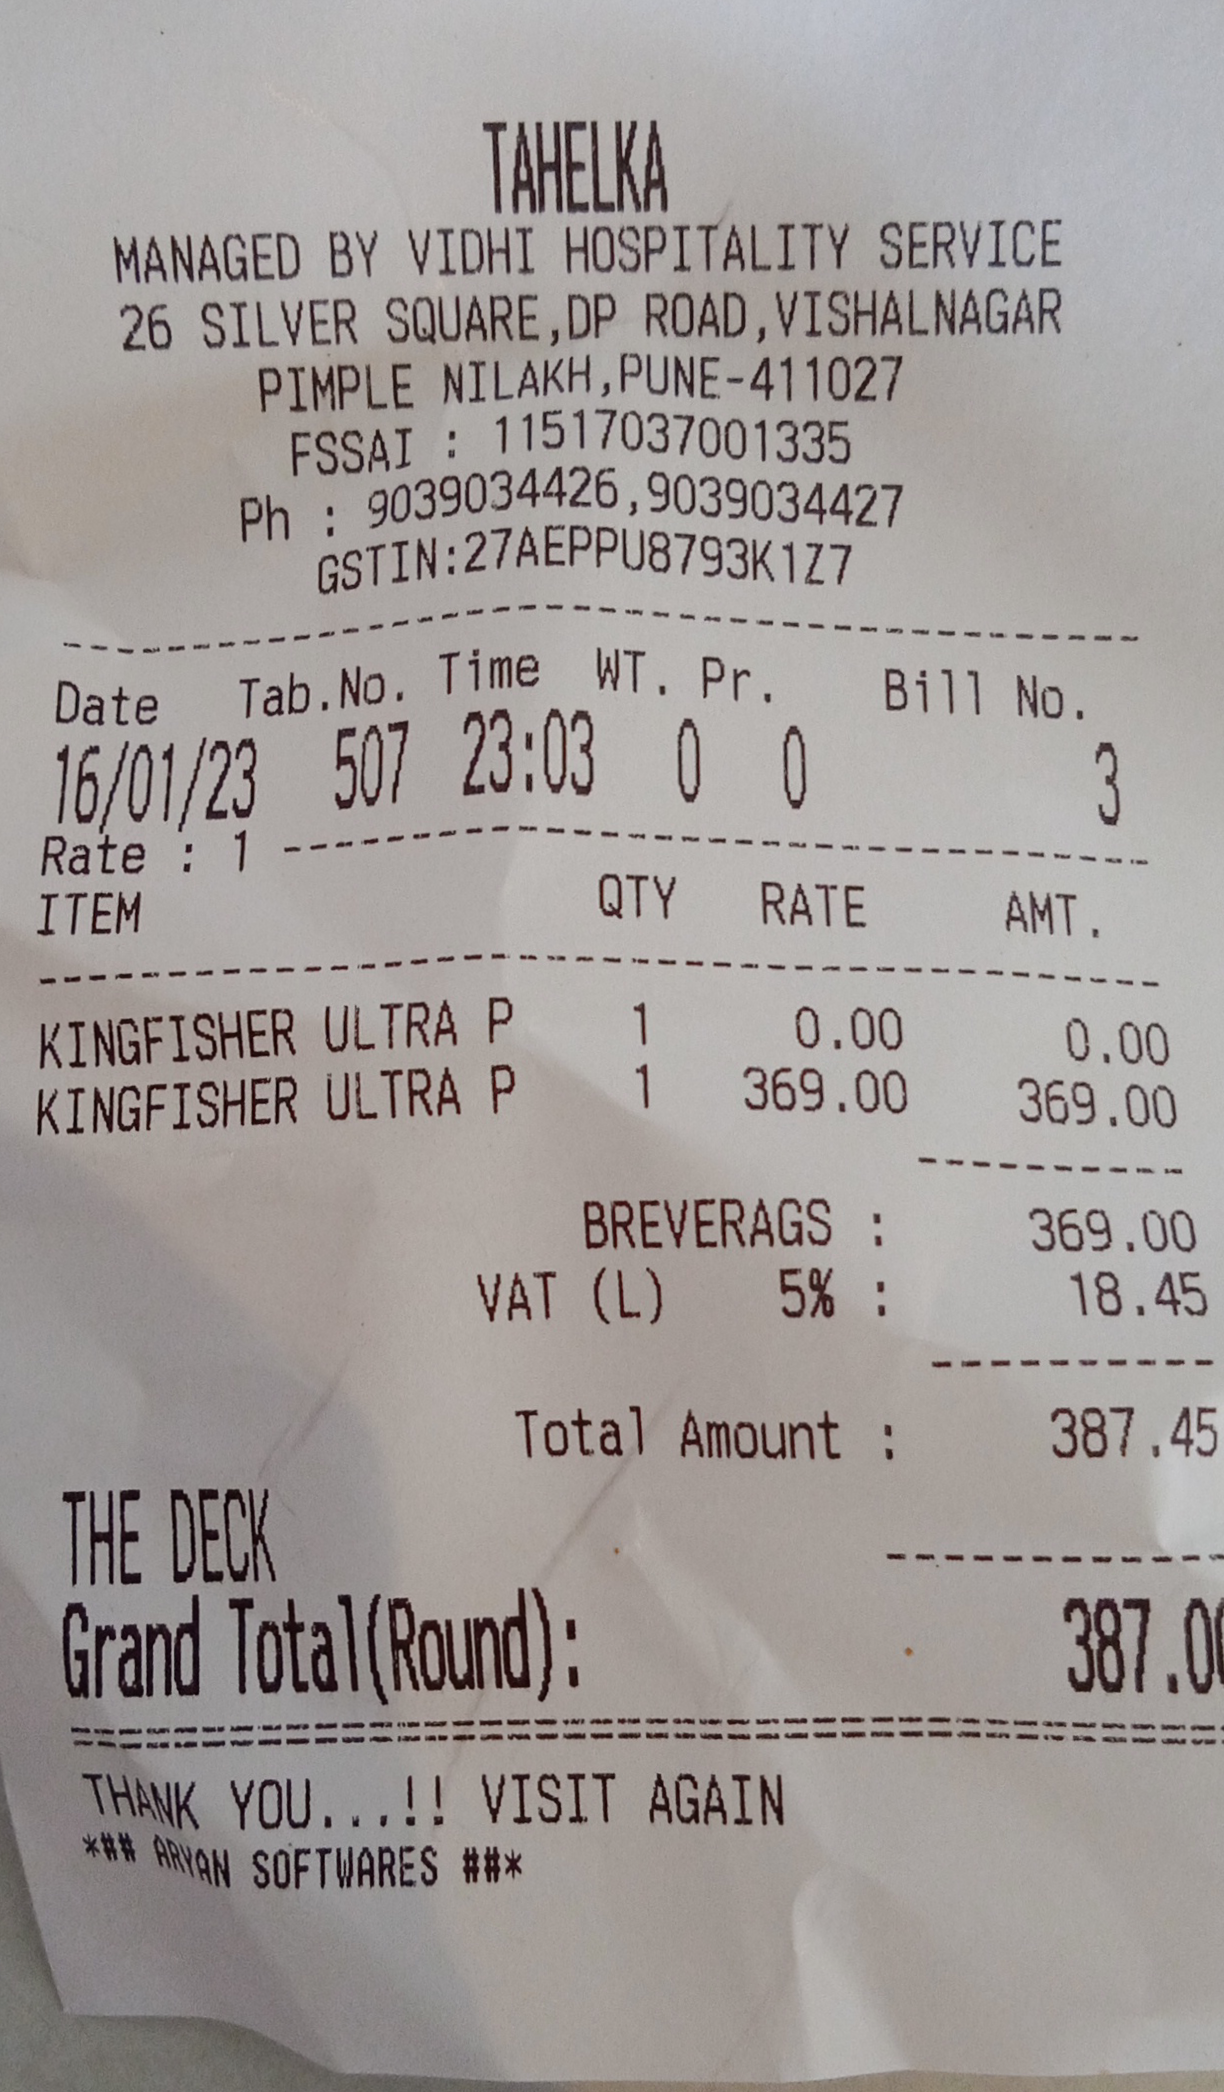 TAHELKA
MANAGED BY VIDHI HOSPITALITY SERVICE
26 SILVER SQUARE,DP ROAD,VISHALNAGAR
PIMPLE NILAKH,PUNE-411027
FSSAI : 11517037001335
Ph : 9039034426,9039034427
GSTIN:27AEPPU8793K1Z7
Date Tab.No. Time WT. Pr. Bill No.
16/01/23 507 23:03 0 0 3
Rate : 1
ITEM QTY RATE AMT.
KINGFISHER ULTRA P 1 0.00 0.00
KINGFISHER ULTRA P 1 369.00 369.00
BREVERAGS : 369.00
VAT (L) 5% : 18.45
Total Amount : 387.45
THE DECK
Grand Total(Round): 387.00
THANK YOU...!! VISIT AGAIN
*## ARYAN SOFTWARES ##*